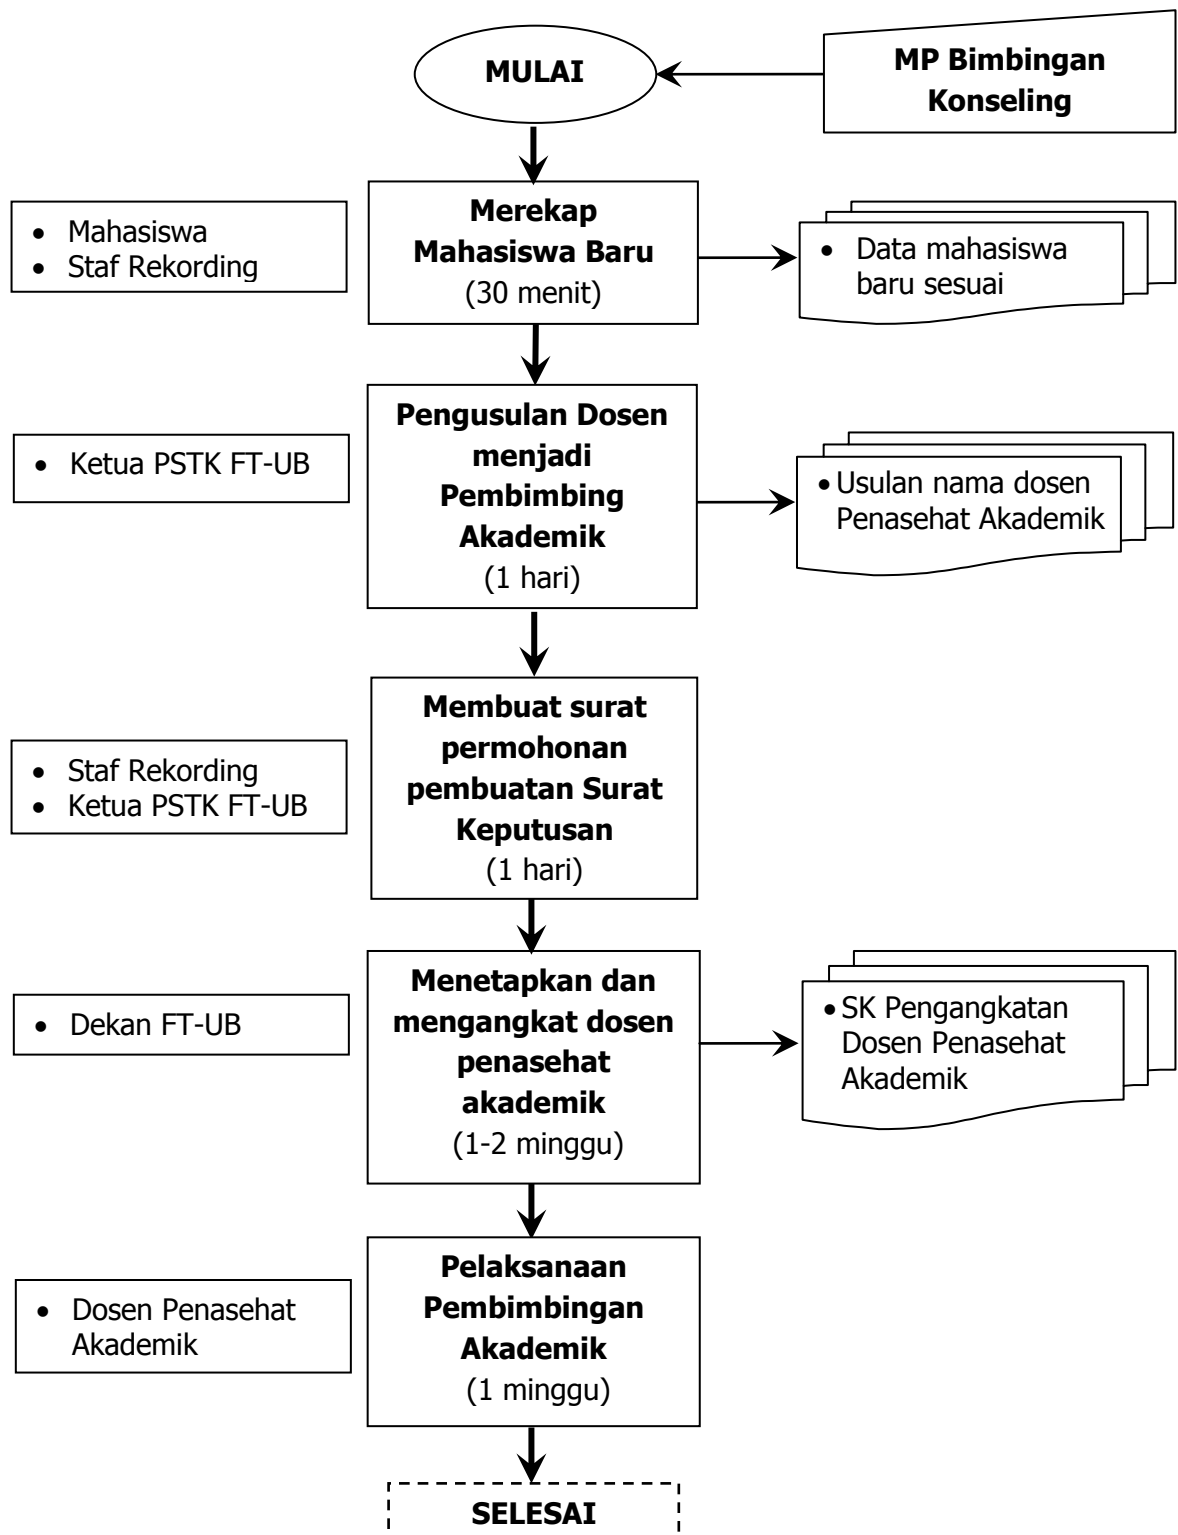 MULAI
MP Bimbingan
Konseling
• Mahasiswa
• Staf Rekording
Merekap
Mahasiswa Baru
(30 menit)
• Data mahasiswa
baru sesuai
• Ketua PSTK FT-UB
Pengusulan Dosen
menjadi
Pembimbing
Akademik
(1 hari)
• Usulan nama dosen
Penasehat Akademik
• Staf Rekording
• Ketua PSTK FT-UB
Membuat surat
permohonan
pembuatan Surat
Keputusan
(1 hari)
• Dekan FT-UB
Menetapkan dan
mengangkat dosen
penasehat
akademik
(1-2 minggu)
• SK Pengangkatan
Dosen Penasehat
Akademik
• Dosen Penasehat
Akademik
Pelaksanaan
Pembimbingan
Akademik
(1 minggu)
SELESAI